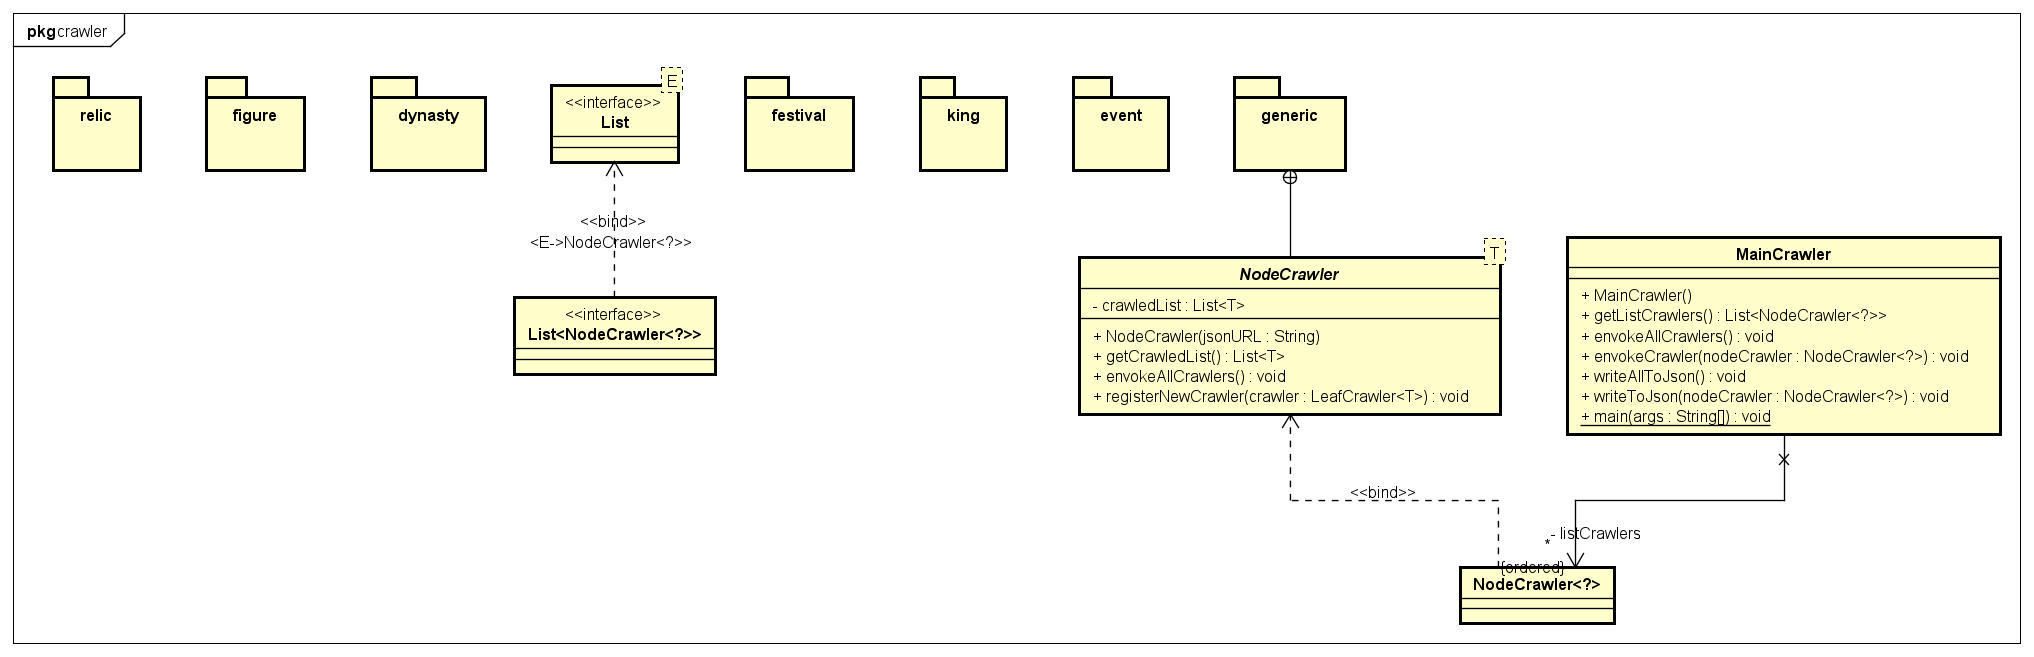 pkg crawler
relic
figure
dynasty
E
<<interface>>
List
festival
king
event
generic
<<bind>>
<E->NodeCrawler<?>>
<<interface>>
List<NodeCrawler<?>>
T
NodeCrawler
- crawledList : List<T>
+ NodeCrawler(jsonURL : String)
+ getCrawledList() : List<T>
+ envokeAllCrawlers() : void
+ registerNewCrawler(crawler : LeafCrawler<T>) : void
MainCrawler
+ MainCrawler()
+ getListCrawlers() : List<NodeCrawler<?>>
+ envokeAllCrawlers() : void
+ envokeCrawler(nodeCrawler : NodeCrawler<?>) : void
+ writeAllToJson() : void
+ writeToJson(nodeCrawler : NodeCrawler<?>) : void
+ main(args : String[]) : void
<<bind>>
- listCrawlers
*
{ordered}
NodeCrawler<?>